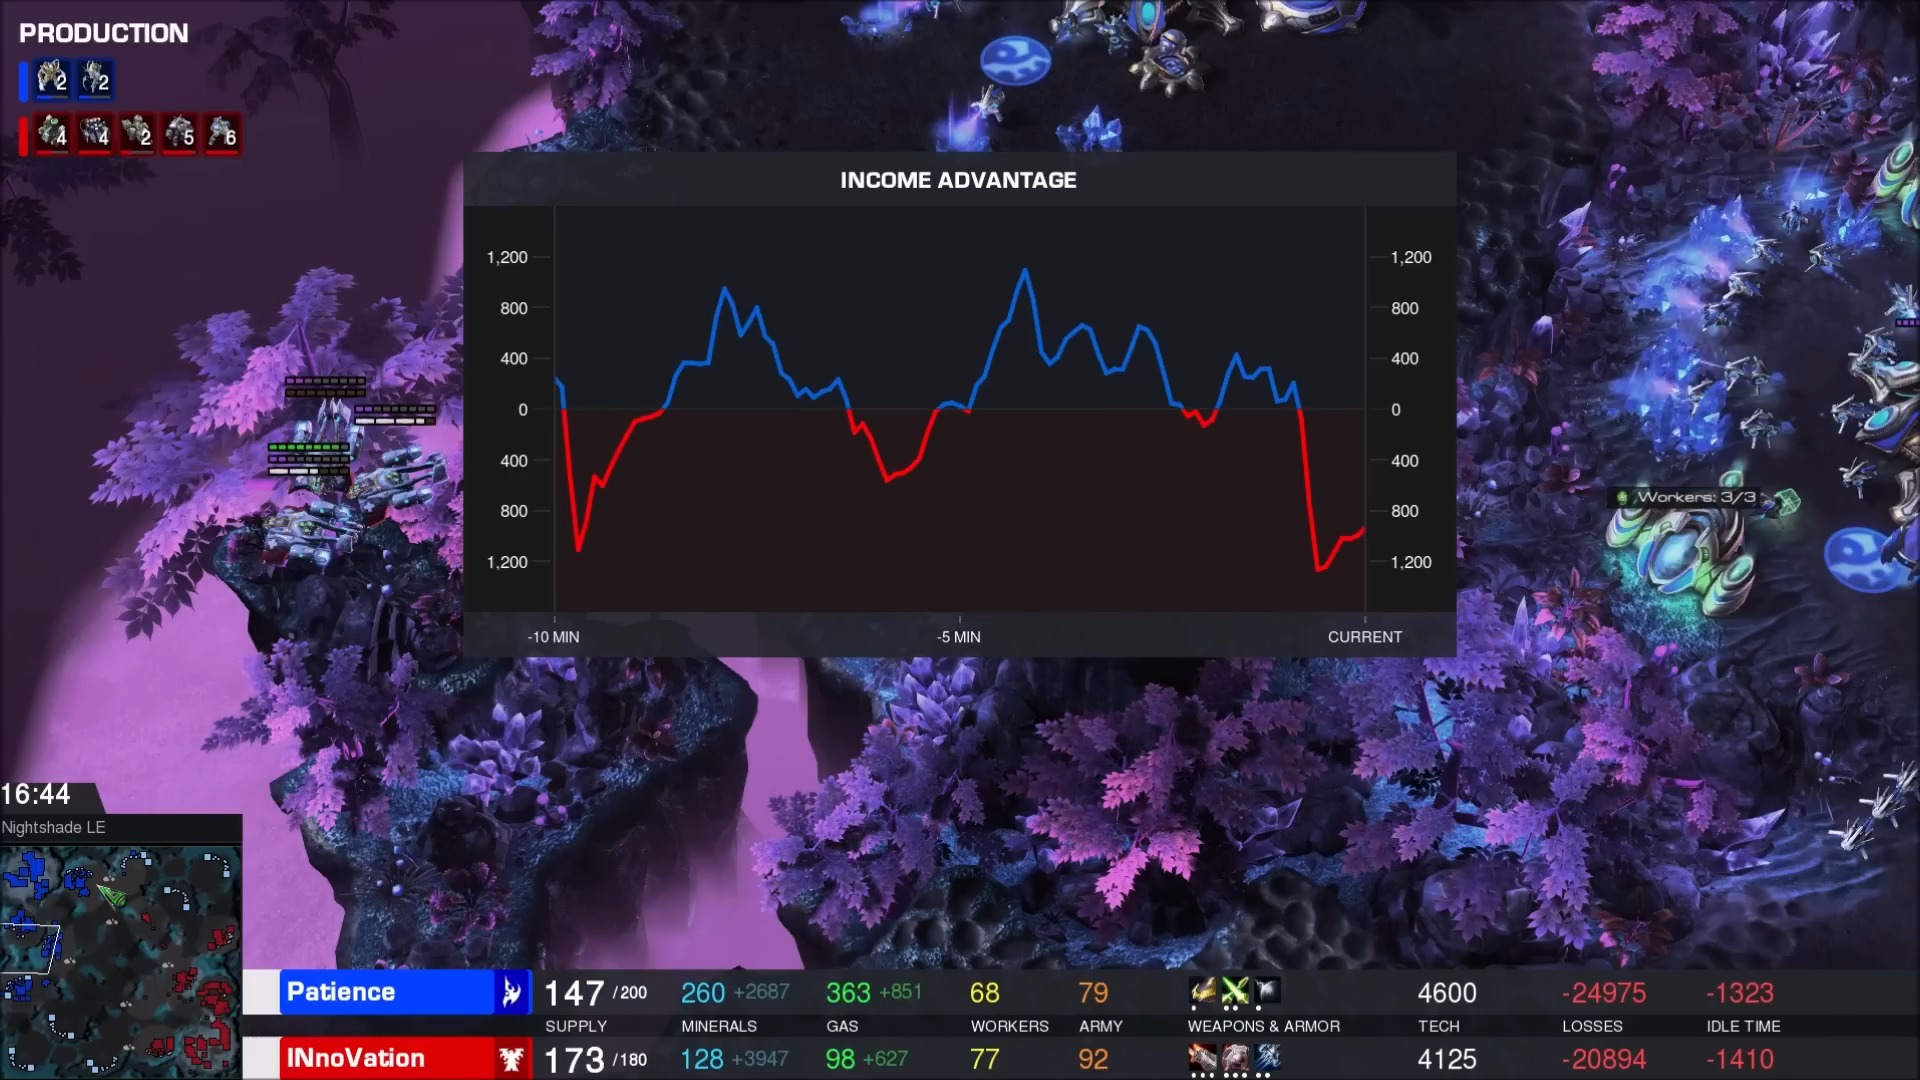 PRODUCTION
2 2
4 4 2 5 6
INCOME ADVANTAGE
1,200 1,200
800 800
400 400
0 0
400 400
800 800
1,200 1,200
-10 MIN -5 MIN CURRENT
Workers: 3/3
16:44
Nightshade LE
Patience 147 /200 260 +2687 363 +851 68 79 4600 -24975 -1323
SUPPLY MINERALS GAS WORKERS ARMY WEAPONS & ARMOR TECH LOSSES IDLE TIME
INnoVation 173 /180 128 +3947 98 +627 77 92 4125 -20894 -1410